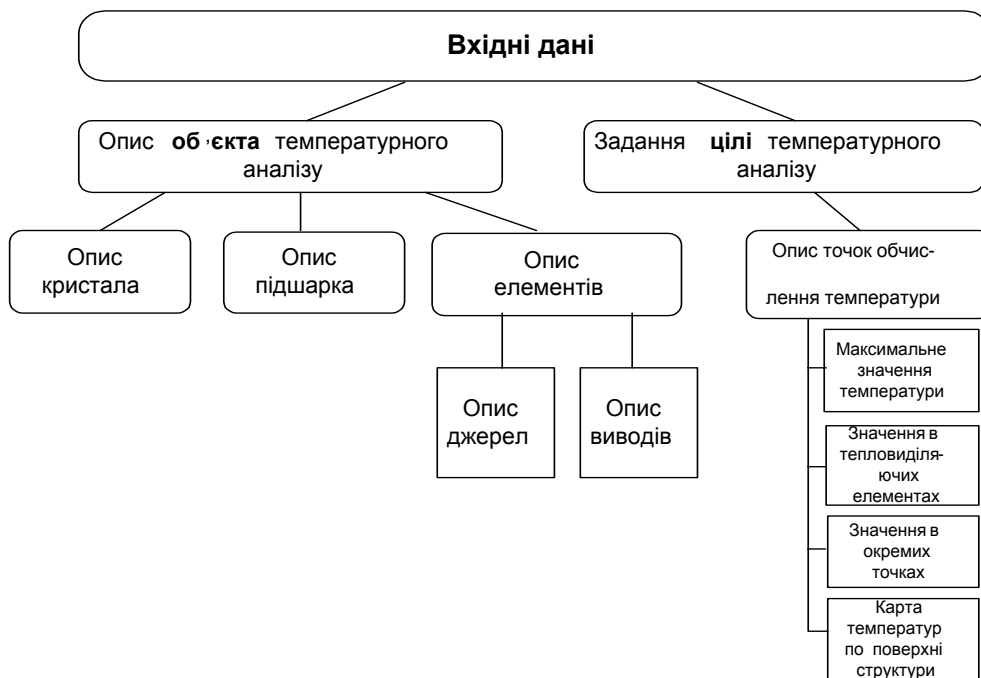 Вхідні дані
Опис об’єкта температурного
аналізу
Задання цілі температурного
аналізу
Опис
кристала
Опис
підшарка
Опис
елементів
Опис точок обчис-
лення температури
Опис
джерел
Опис
виводів
Максимальне
значення
температури
Значення в
тепловиділя-
ючих
елементах
Значення в
окремих
точках
Карта
температур
по поверхні
структури